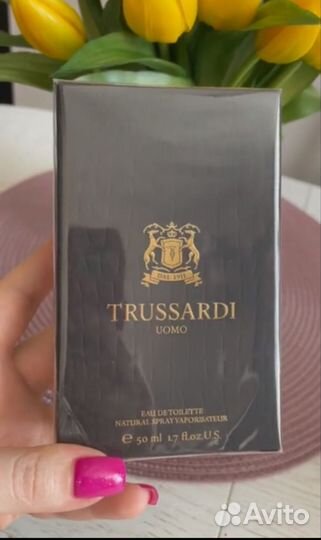 DAL 1911
TRUSSARDI
UOMO
EAU DE TOILETTE
NATURAL SPRAY VAPORISATEUR
℮ 50 ml 1.7 fl.oz.U.S.
Avito